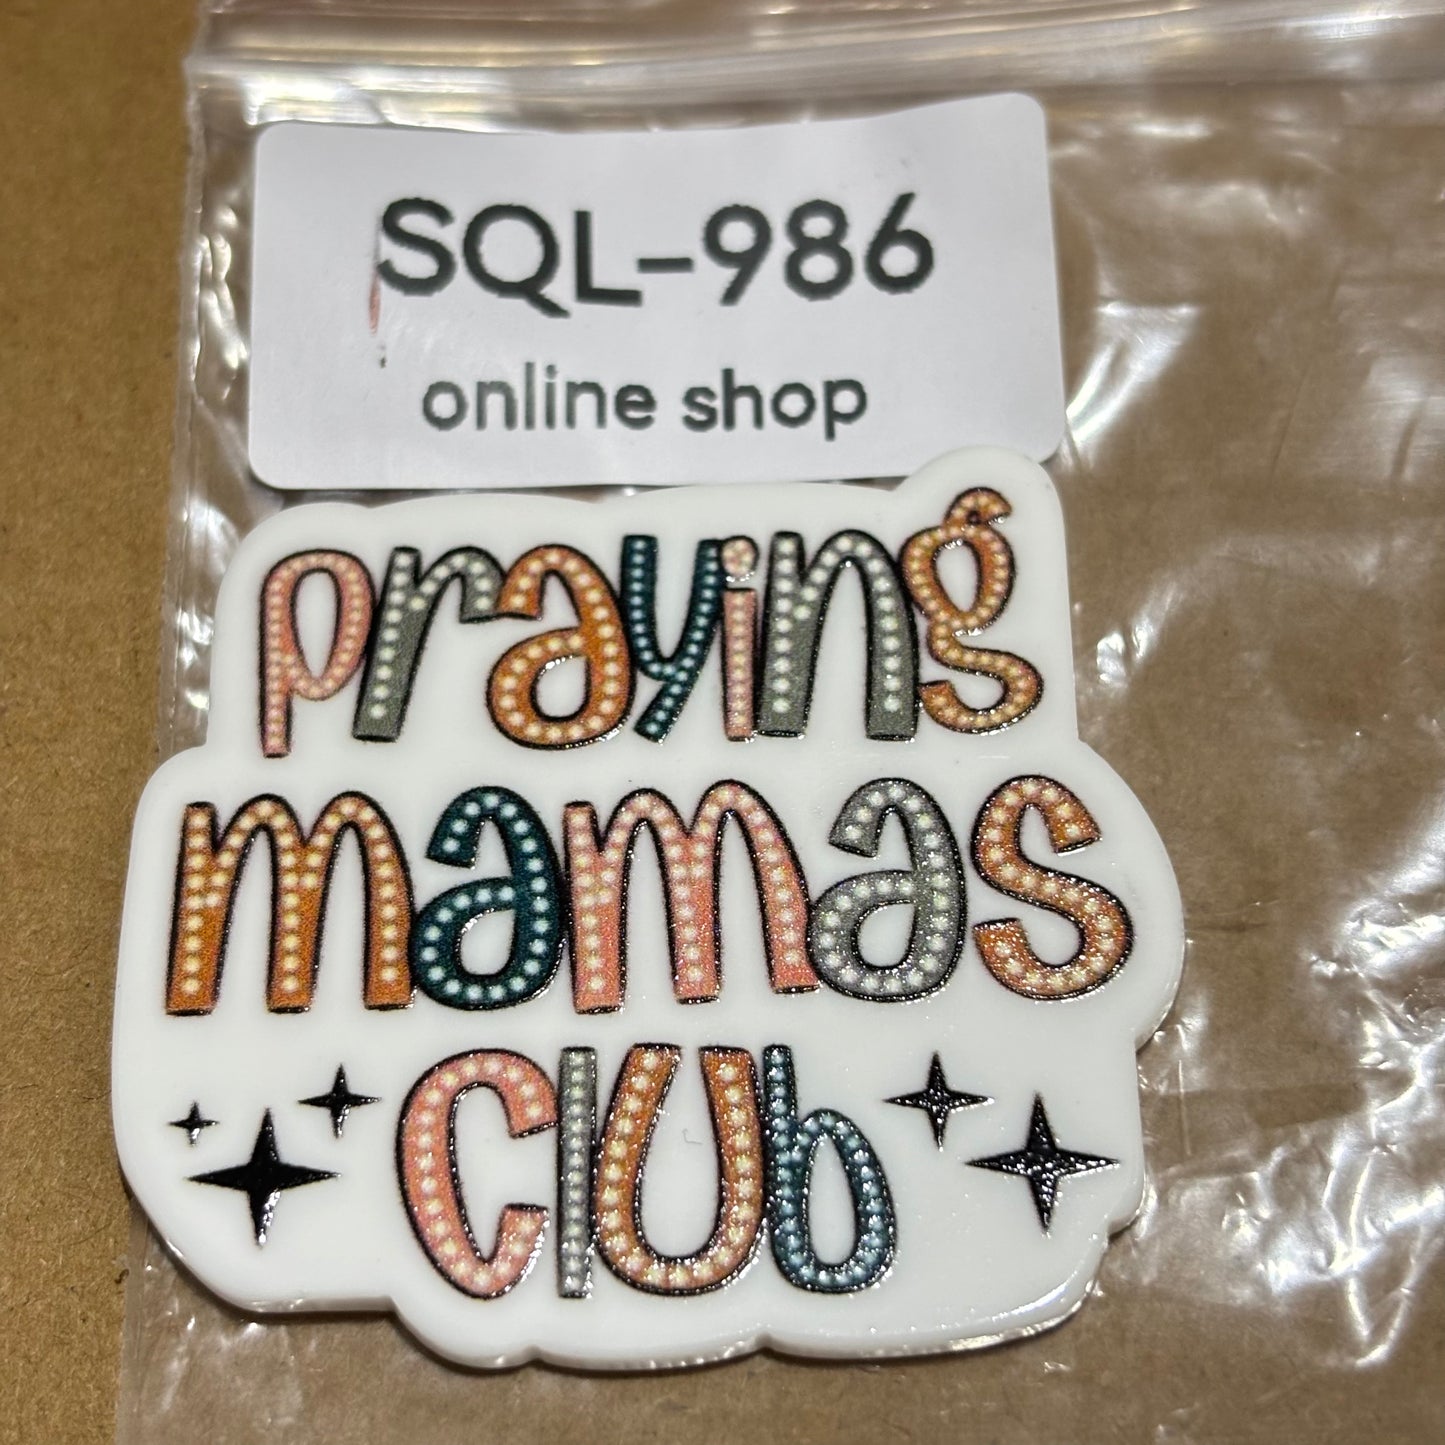 SQL-986
online shop
praying
mamas
club